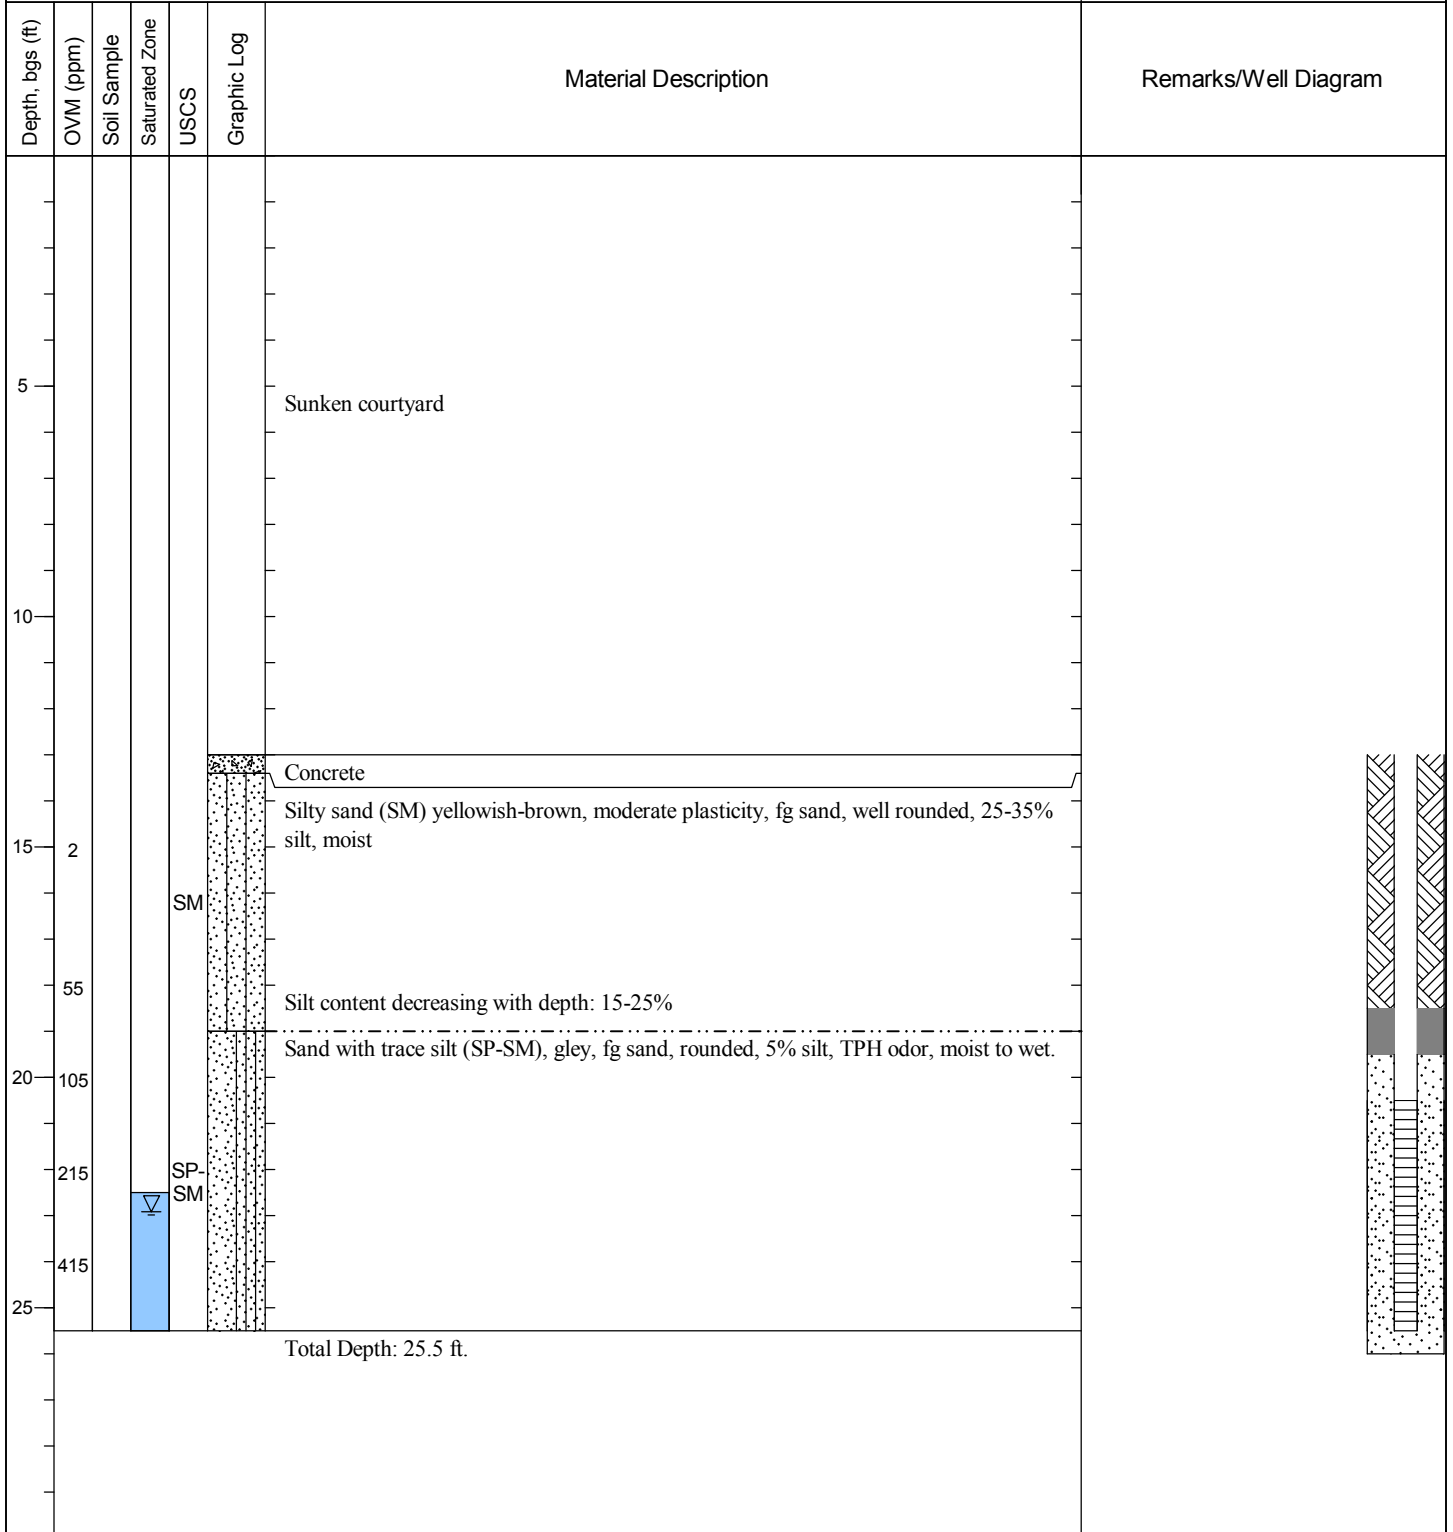 Depth, bgs (ft)
OVM (ppm)
Soil Sample
Saturated Zone
USCS
Graphic Log
Material Description
Remarks/Well Diagram
5
Sunken courtyard
10
Concrete
Silty sand (SM) yellowish-brown, moderate plasticity, fg sand, well rounded, 25-35%
silt, moist
15
2
SM
55
Silt content decreasing with depth: 15-25%
Sand with trace silt (SP-SM), gley, fg sand, rounded, 5% silt, TPH odor, moist to wet.
20
105
215
SP-
SM
415
25
Total Depth: 25.5 ft.